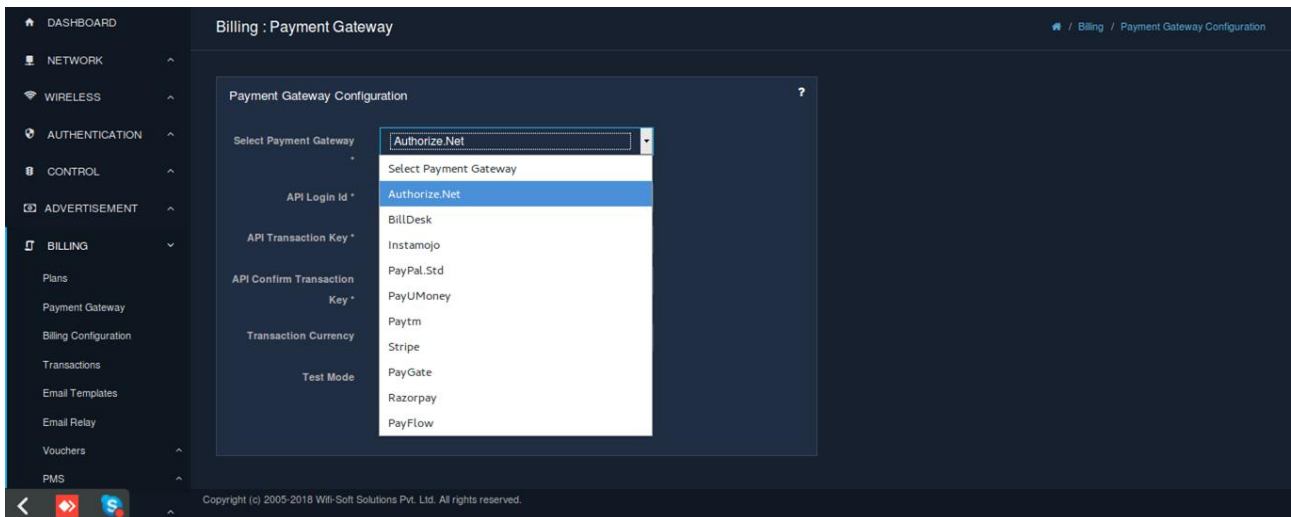 DASHBOARD
NETWORK
WIRELESS
AUTHENTICATION
CONTROL
ADVERTISEMENT
BILLING
Plans
Payment Gateway
Billing Configuration
Transactions
Email Templates
Email Relay
Vouchers
PMS
Billing : Payment Gateway
/ Billing / Payment Gateway Configuration
Payment Gateway Configuration ?
Select Payment Gateway
*
Authorize.Net
Select Payment Gateway
Authorize.Net
BillDesk
Instamojo
PayPal.Std
PayUMoney
Paytm
Stripe
PayGate
Razorpay
PayFlow
API Login Id *
API Transaction Key *
API Confirm Transaction
Key *
Transaction Currency
Test Mode
Copyright (c) 2005-2018 Wifi-Soft Solutions Pvt. Ltd. All rights reserved.